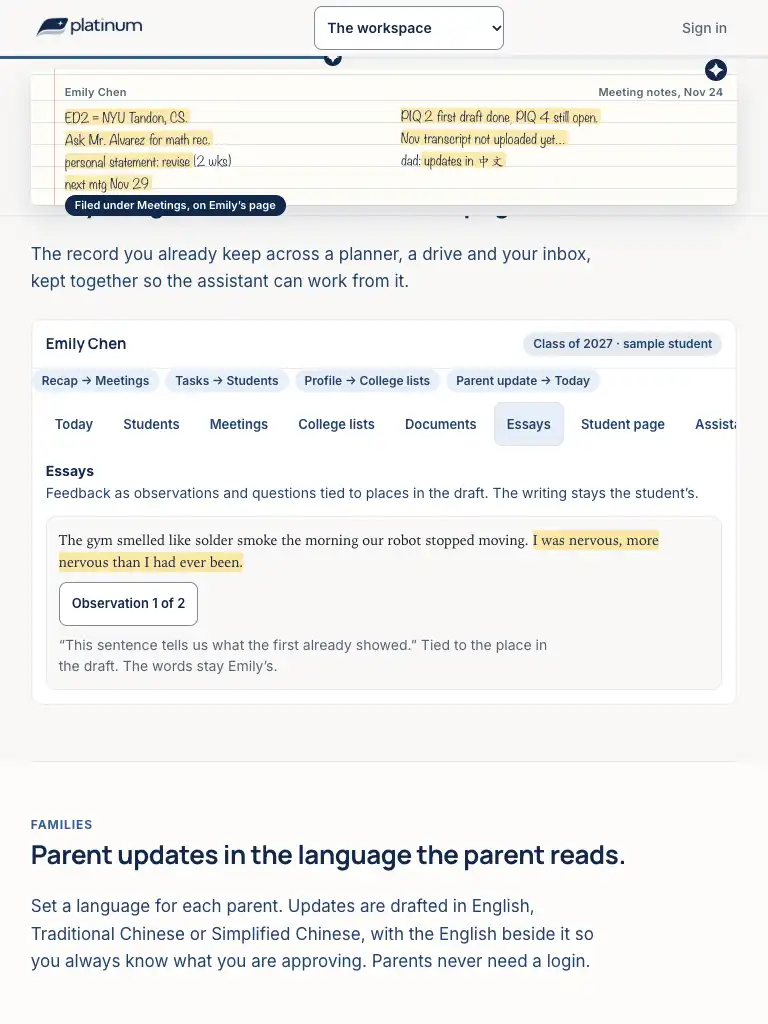 platinum
The workspace
Sign in
Emily Chen
Meeting notes, Nov 24
ED2 = NYU Tandon, CS.
Ask Mr. Alvarez for math rec.
personal statement: revise (2 wks)
next mtg Nov 29
PIQ 2 first draft done, PIQ 4 still open.
Nov transcript not uploaded yet...
dad: updates in 中文
Filed under Meetings, on Emily’s page
The record you already keep across a planner, a drive and your inbox,
kept together so the assistant can work from it.
Emily Chen
Class of 2027 · sample student
Recap → Meetings
Tasks → Students
Profile → College lists
Parent update → Today
Today
Students
Meetings
College lists
Documents
Essays
Student page
Assista
Essays
Feedback as observations and questions tied to places in the draft. The writing stays the student’s.
The gym smelled like solder smoke the morning our robot stopped moving. I was nervous, more
nervous than I had ever been.
Observation 1 of 2
“This sentence tells us what the first already showed.” Tied to the place in
the draft. The words stay Emily’s.
FAMILIES
Parent updates in the language the parent reads.
Set a language for each parent. Updates are drafted in English,
Traditional Chinese or Simplified Chinese, with the English beside it so
you always know what you are approving. Parents never need a login.